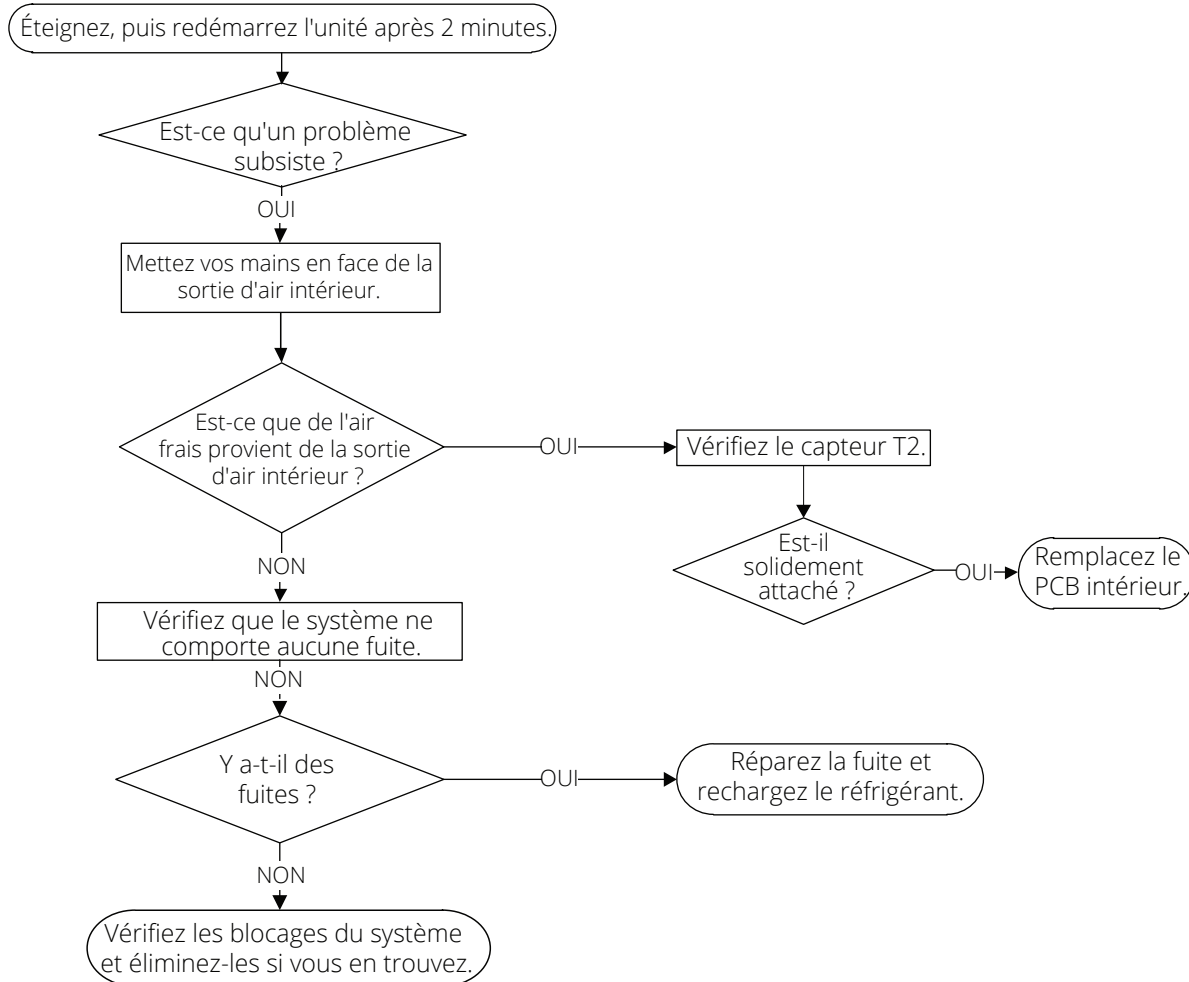 Éteignez, puis redémarrez l'unité après 2 minutes.
Est-ce qu'un problème
subsiste ?
OUI
Mettez vos mains en face de la
sortie d'air intérieur.
Est-ce que de l'air
frais provient de la sortie
d'air intérieur ?
OUI
Vérifiez le capteur T2.
Est-il
solidement
attaché ?
OUI
Remplacez le
PCB intérieur.
NON
Vérifiez que le système ne
comporte aucune fuite.
NON
Y a-t-il des
fuites ?
OUI
Réparez la fuite et
rechargez le réfrigérant.
NON
Vérifiez les blocages du système
et éliminez-les si vous en trouvez.